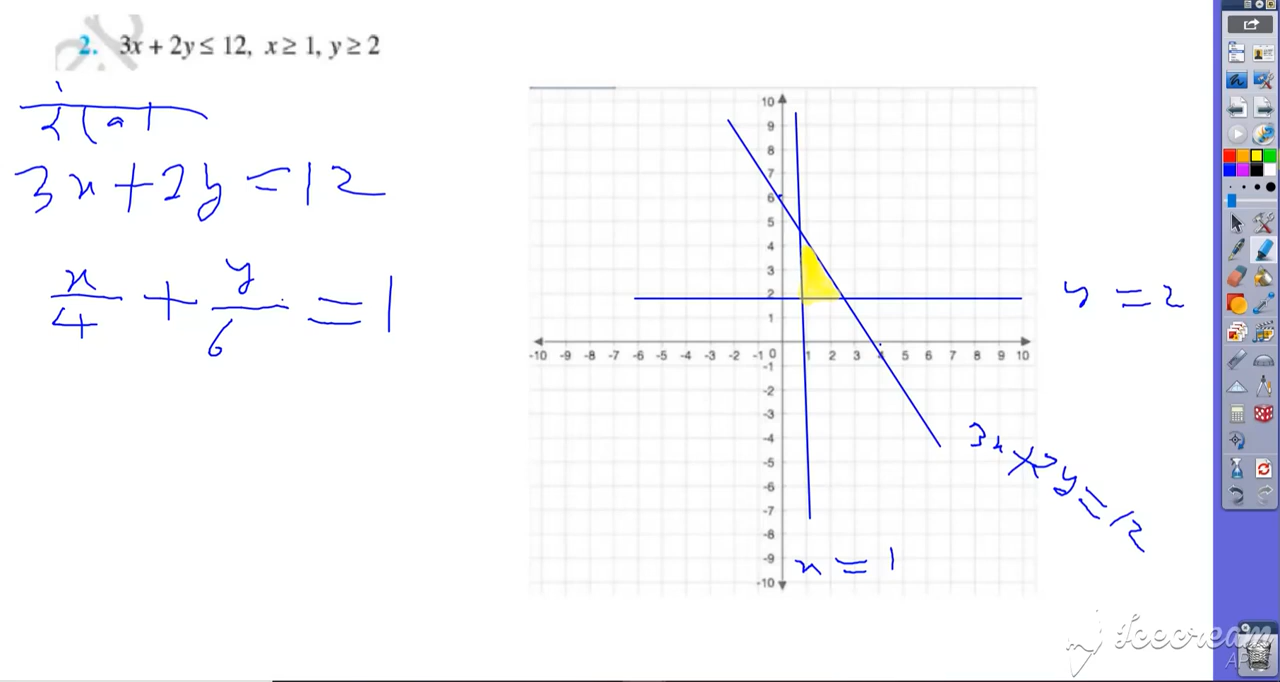 2. 3x + 2y ≤ 12, x ≥ 1, y ≥ 2
3x + 2y = 12
x/4 + y/6 = 1
10
9
8
7
6
5
4
3
2
1
-10 -9 -8 -7 -6 -5 -4 -3 -2 -1 0 1 2 3 4 5 6 7 8 9 10
-1
-2
-3
-4
-5
-6
-7
-8
-9
-10
y = 2
3x + 2y = 12
x = 1
Icecream
APPS